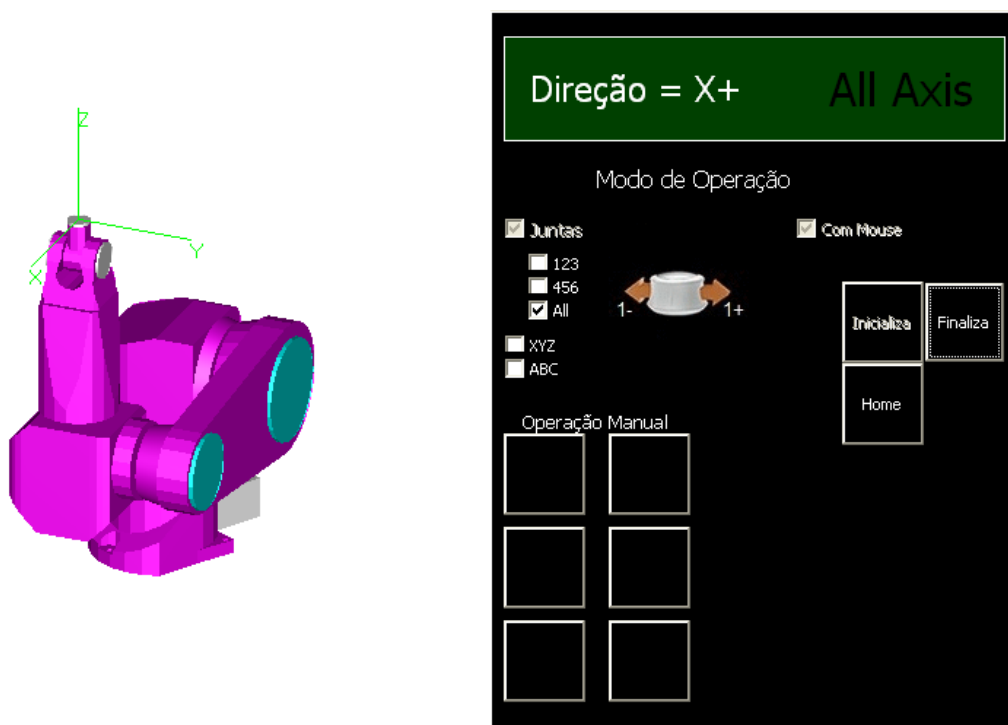 Z
Y
X
Direção = X+
All Axis
Modo de Operação
Juntas
Com Mouse
123
456
All
1-
1+
XYZ
ABC
Inicializa
Finaliza
Home
Operação Manual